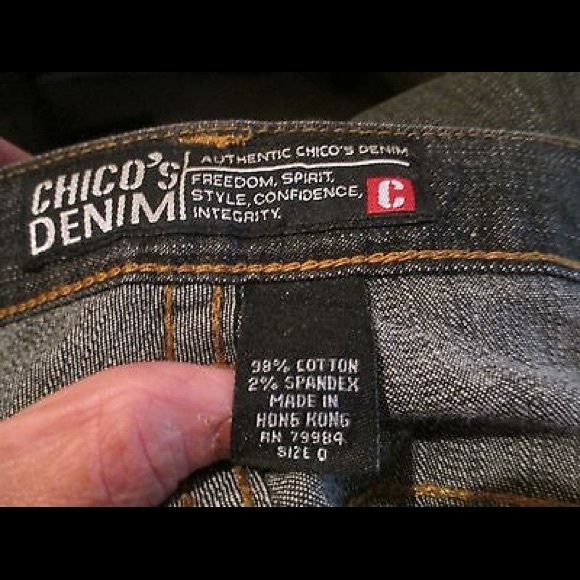 CHICO'S
DENIM
AUTHENTIC CHICO'S DENIM
FREEDOM, SPIRIT,
STYLE, CONFIDENCE,
INTEGRITY.
C
98% COTTON
2% SPANDEX
MADE IN
HONG KONG
RN 79984
SIZE 0